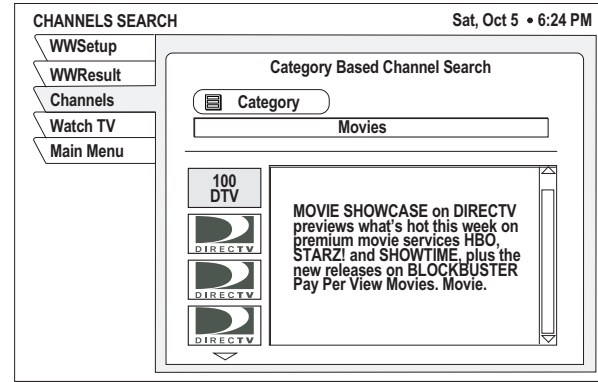 CHANNELS SEARCH
Sat, Oct 5 • 6:24 PM
WWSetup
WWResult
Channels
Watch TV
Main Menu
Category Based Channel Search
Category
Movies
100
DTV
DIRECTV
DIRECTV
DIRECTV
MOVIE SHOWCASE on DIRECTV
previews what's hot this week on
premium movie services HBO,
STARZ! and SHOWTIME, plus the
new releases on BLOCKBUSTER
Pay Per View Movies. Movie.